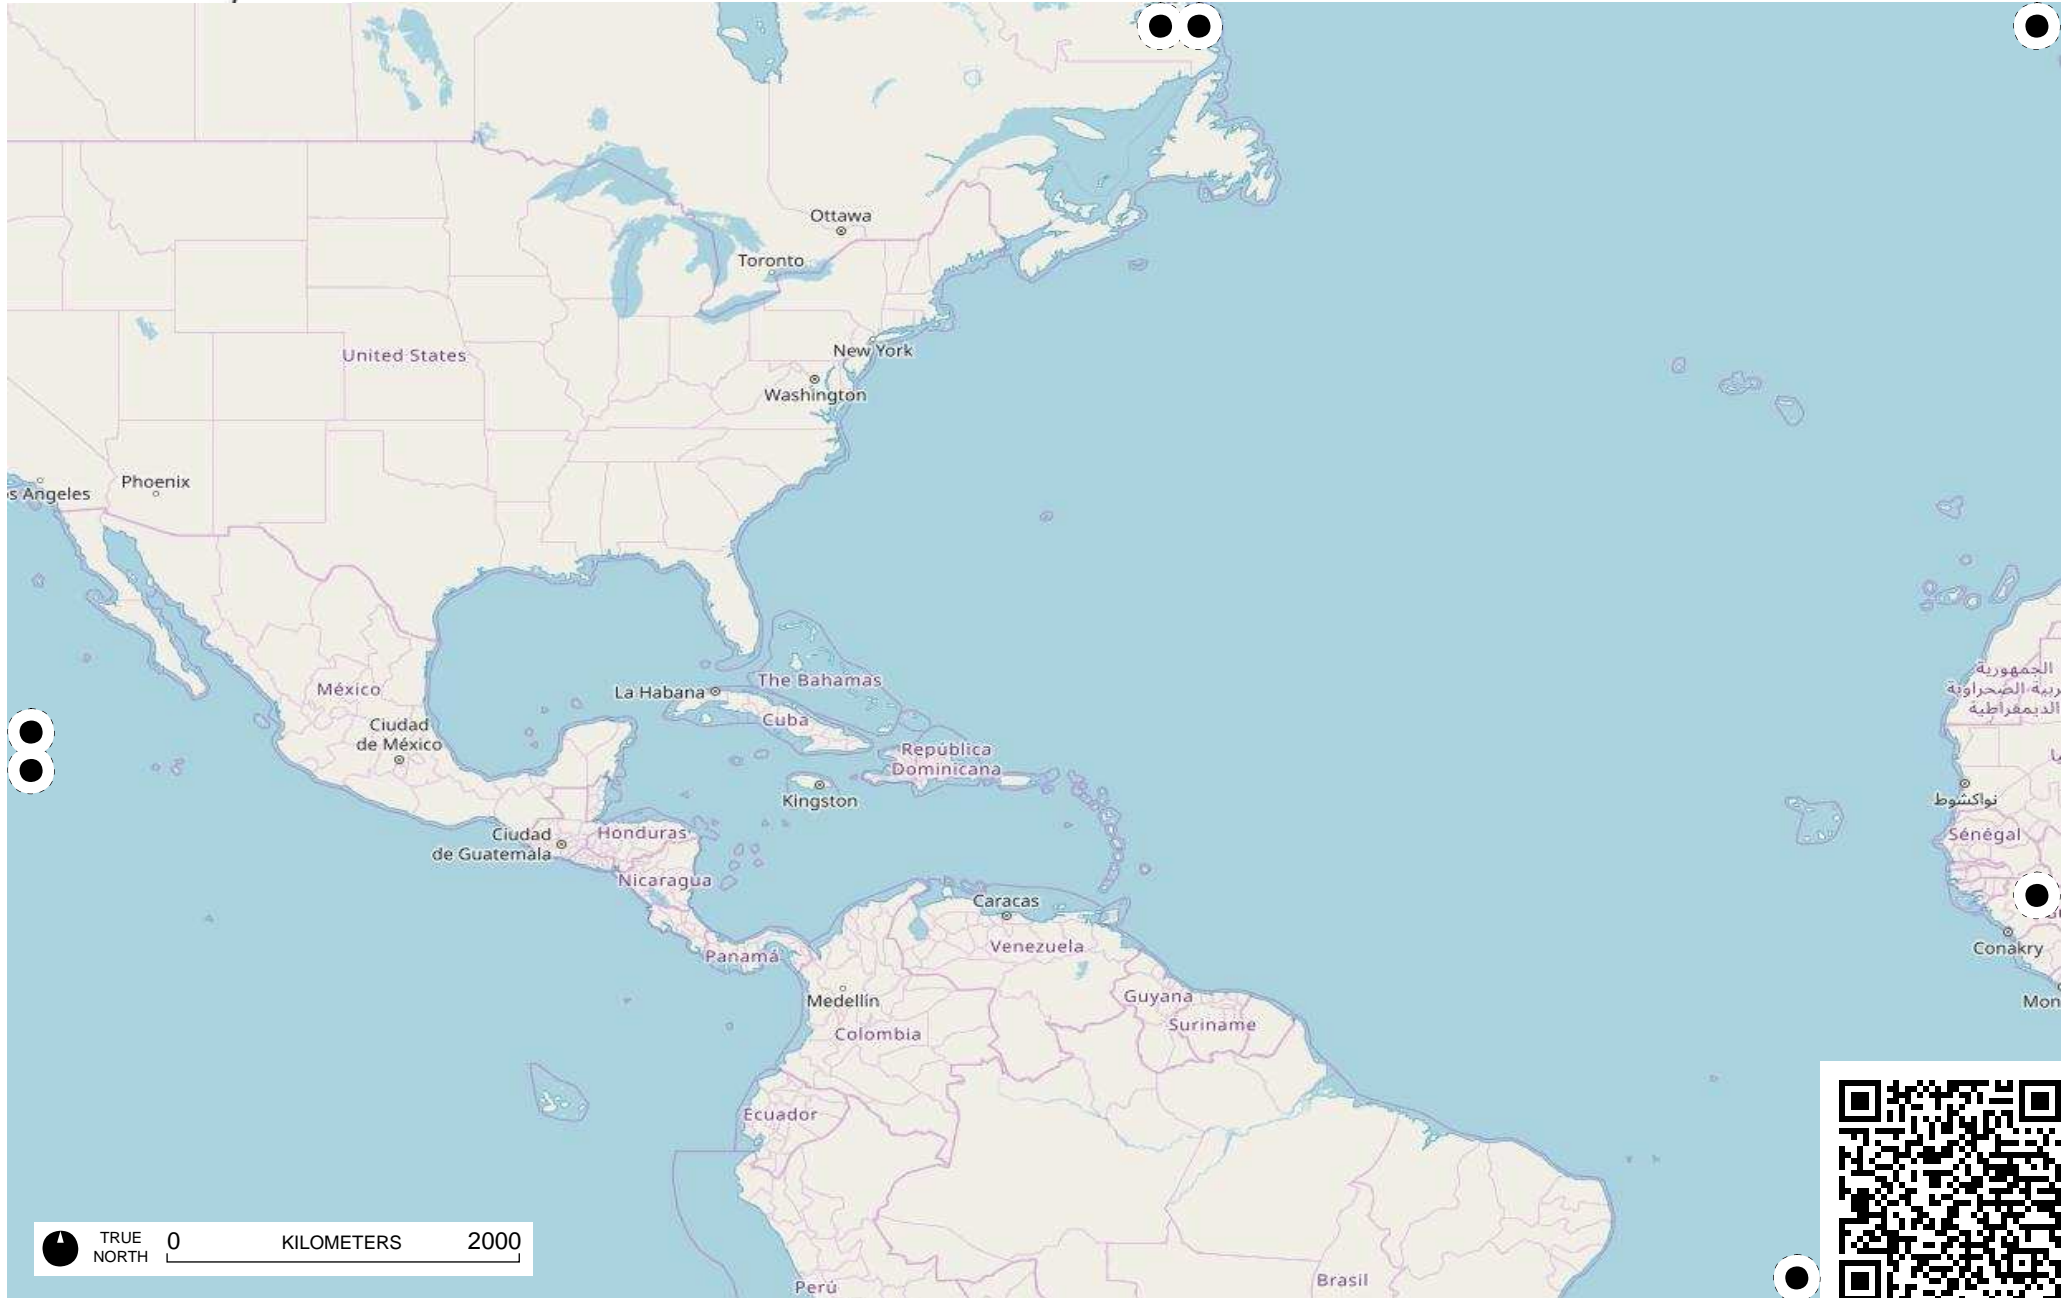 Ottawa
Toronto
United States
New York
Washington
s Angeles
Phoenix
México
La Habana
The Bahamas
Cuba
Ciudad
de México
República
Dominicana
Kingston
الجمهورية
الديمقراطية
نواكشوط
Ciudad
de Guatemala
Honduras
Sénégal
Nicaragua
Caracas
Venezuela
Panamá
Conakry
Medellín
Guyana
Mon
Colombia
Suriname
Ecuador
TRUE
NORTH
0 KILOMETERS 2000
Perú
Brasil